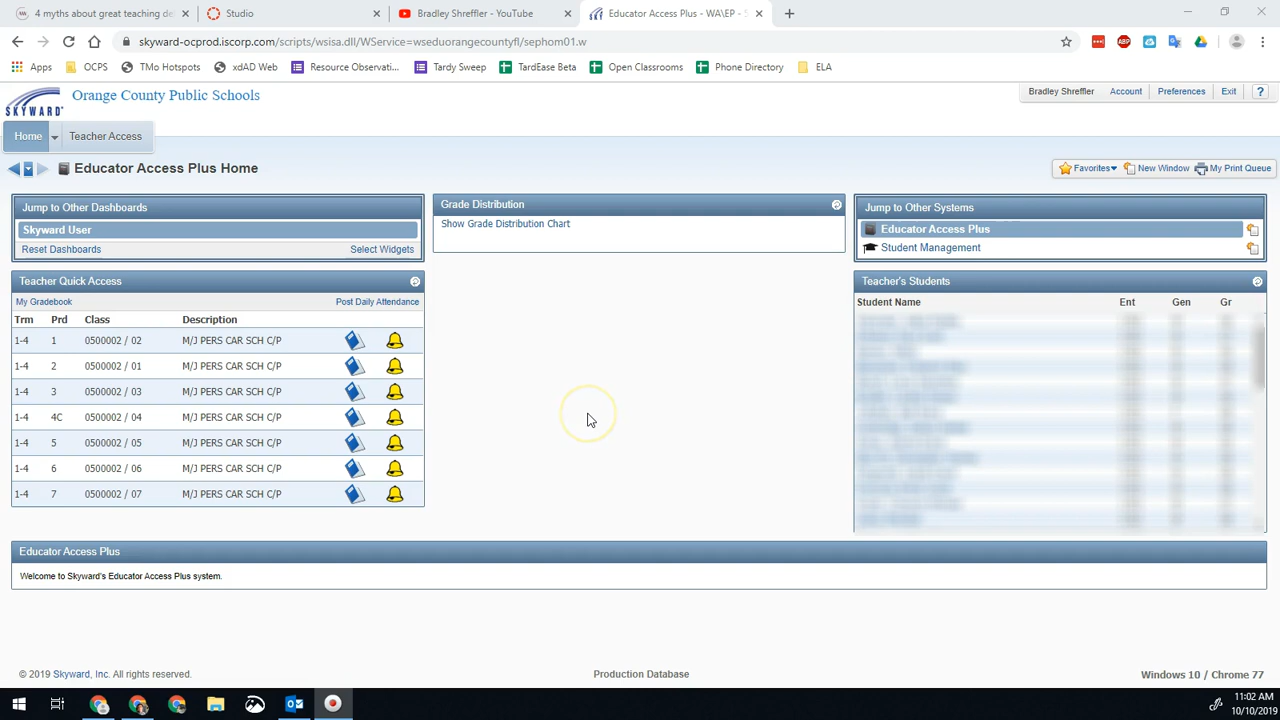 4 myths about great teaching de
Studio
Bradley Shreffler - YouTube
Educator Access Plus - WA\EP - S
skyward-ocprod.iscorp.com/scripts/wsisa.dll/WService=wseduorangecountyfl/sephom01.w
ABP
Apps
OCPS
TMo Hotspots
xdAD Web
Resource Observati...
Tardy Sweep
TardEase Beta
Open Classrooms
Phone Directory
ELA
SKYWARD
Orange County Public Schools
Bradley Shreffler
Account
Preferences
Exit
?
Home
Teacher Access
Educator Access Plus Home
Favorites
New Window
My Print Queue
Jump to Other Dashboards
Skyward User
Reset Dashboards
Select Widgets
Grade Distribution
Show Grade Distribution Chart
Jump to Other Systems
Educator Access Plus
Student Management
Teacher Quick Access
My Gradebook
Post Daily Attendance
Trm Prd Class Description
1-4 1 0500002 / 02 M/J PERS CAR SCH C/P
1-4 2 0500002 / 01 M/J PERS CAR SCH C/P
1-4 3 0500002 / 03 M/J PERS CAR SCH C/P
1-4 4C 0500002 / 04 M/J PERS CAR SCH C/P
1-4 5 0500002 / 05 M/J PERS CAR SCH C/P
1-4 6 0500002 / 06 M/J PERS CAR SCH C/P
1-4 7 0500002 / 07 M/J PERS CAR SCH C/P
Teacher's Students
Student Name Ent Gen Gr
Educator Access Plus
Welcome to Skyward's Educator Access Plus system.
© 2019 Skyward, Inc. All rights reserved.
Production Database
Windows 10 / Chrome 77
11:02 AM
10/10/2019